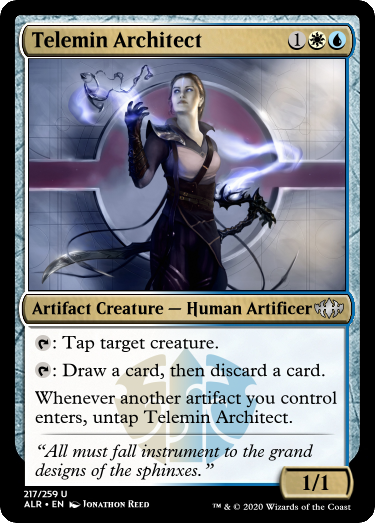 Telemin Architect 1
Artifact Creature — Human Artificer
: Tap target creature.
: Draw a card, then discard a card.
Whenever another artifact you control
enters, untap Telemin Architect.
“All must fall instrument to the grand
designs of the sphinxes.”
1/1
217/259 U
ALR • EN Jonathon Reed
™ & © 2020 Wizards of the Coast